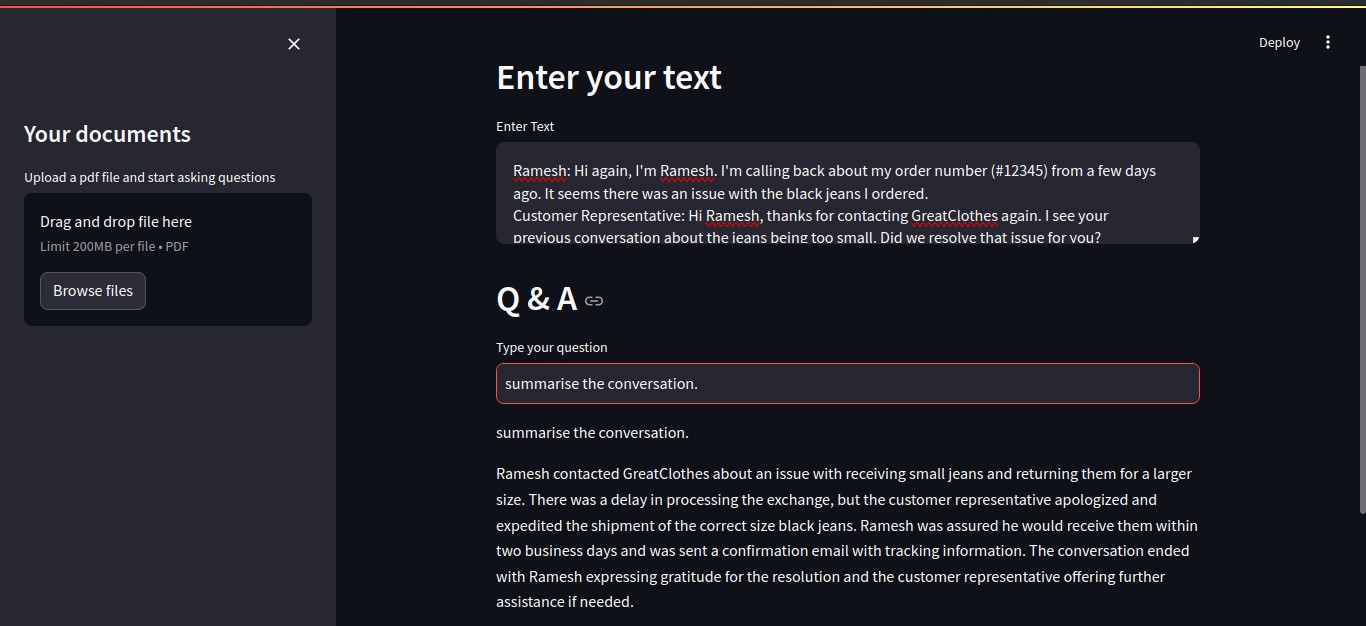 Deploy
Your documents
Upload a pdf file and start asking questions
Drag and drop file here
Limit 200MB per file • PDF
Browse files
Enter your text
Enter Text
Ramesh: Hi again, I'm Ramesh. I'm calling back about my order number (#12345) from a few days
ago. It seems there was an issue with the black jeans I ordered.
Customer Representative: Hi Ramesh, thanks for contacting GreatClothes again. I see your
previous conversation about the jeans being too small. Did we resolve that issue for you?
Q & A
Type your question
summarise the conversation.
summarise the conversation.
Ramesh contacted GreatClothes about an issue with receiving small jeans and returning them for a larger
size. There was a delay in processing the exchange, but the customer representative apologized and
expedited the shipment of the correct size black jeans. Ramesh was assured he would receive them within
two business days and was sent a confirmation email with tracking information. The conversation ended
with Ramesh expressing gratitude for the resolution and the customer representative offering further
assistance if needed.